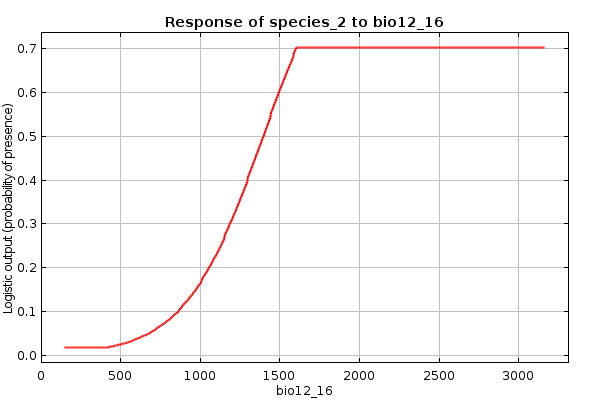 Response of species_2 to bio12_16
Logistic output (probability of presence)
0.7
0.6
0.5
0.4
0.3
0.2
0.1
0.0
0 500 1000 1500 2000 2500 3000
bio12_16